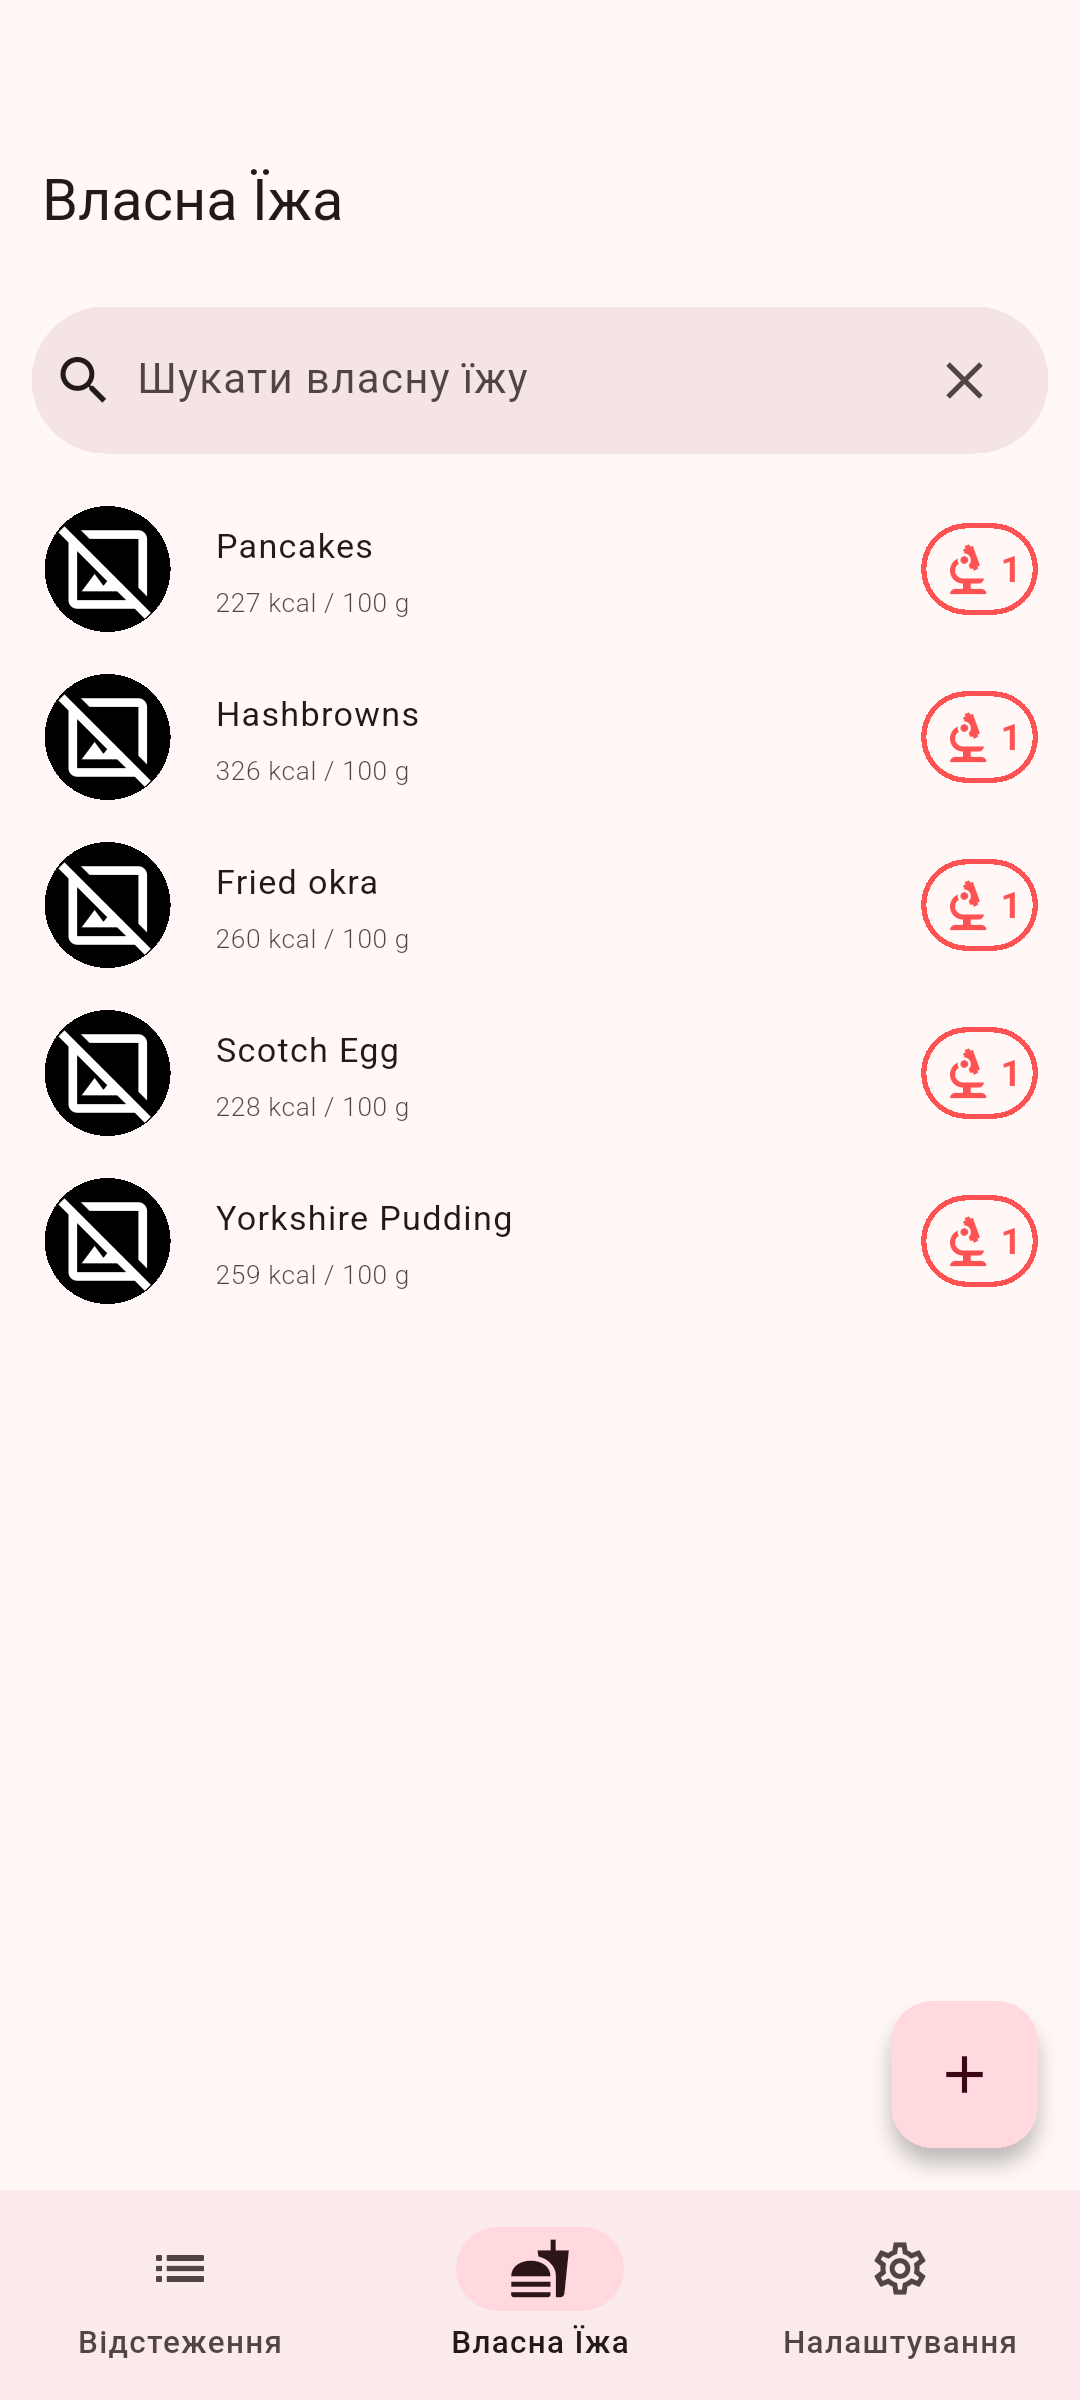 Власна Їжа
Шукати власну їжу
Pancakes
227 kcal / 100 g
1
Hashbrowns
326 kcal / 100 g
1
Fried okra
260 kcal / 100 g
1
Scotch Egg
228 kcal / 100 g
1
Yorkshire Pudding
259 kcal / 100 g
1
Відстеження
Власна Їжа
Налаштування